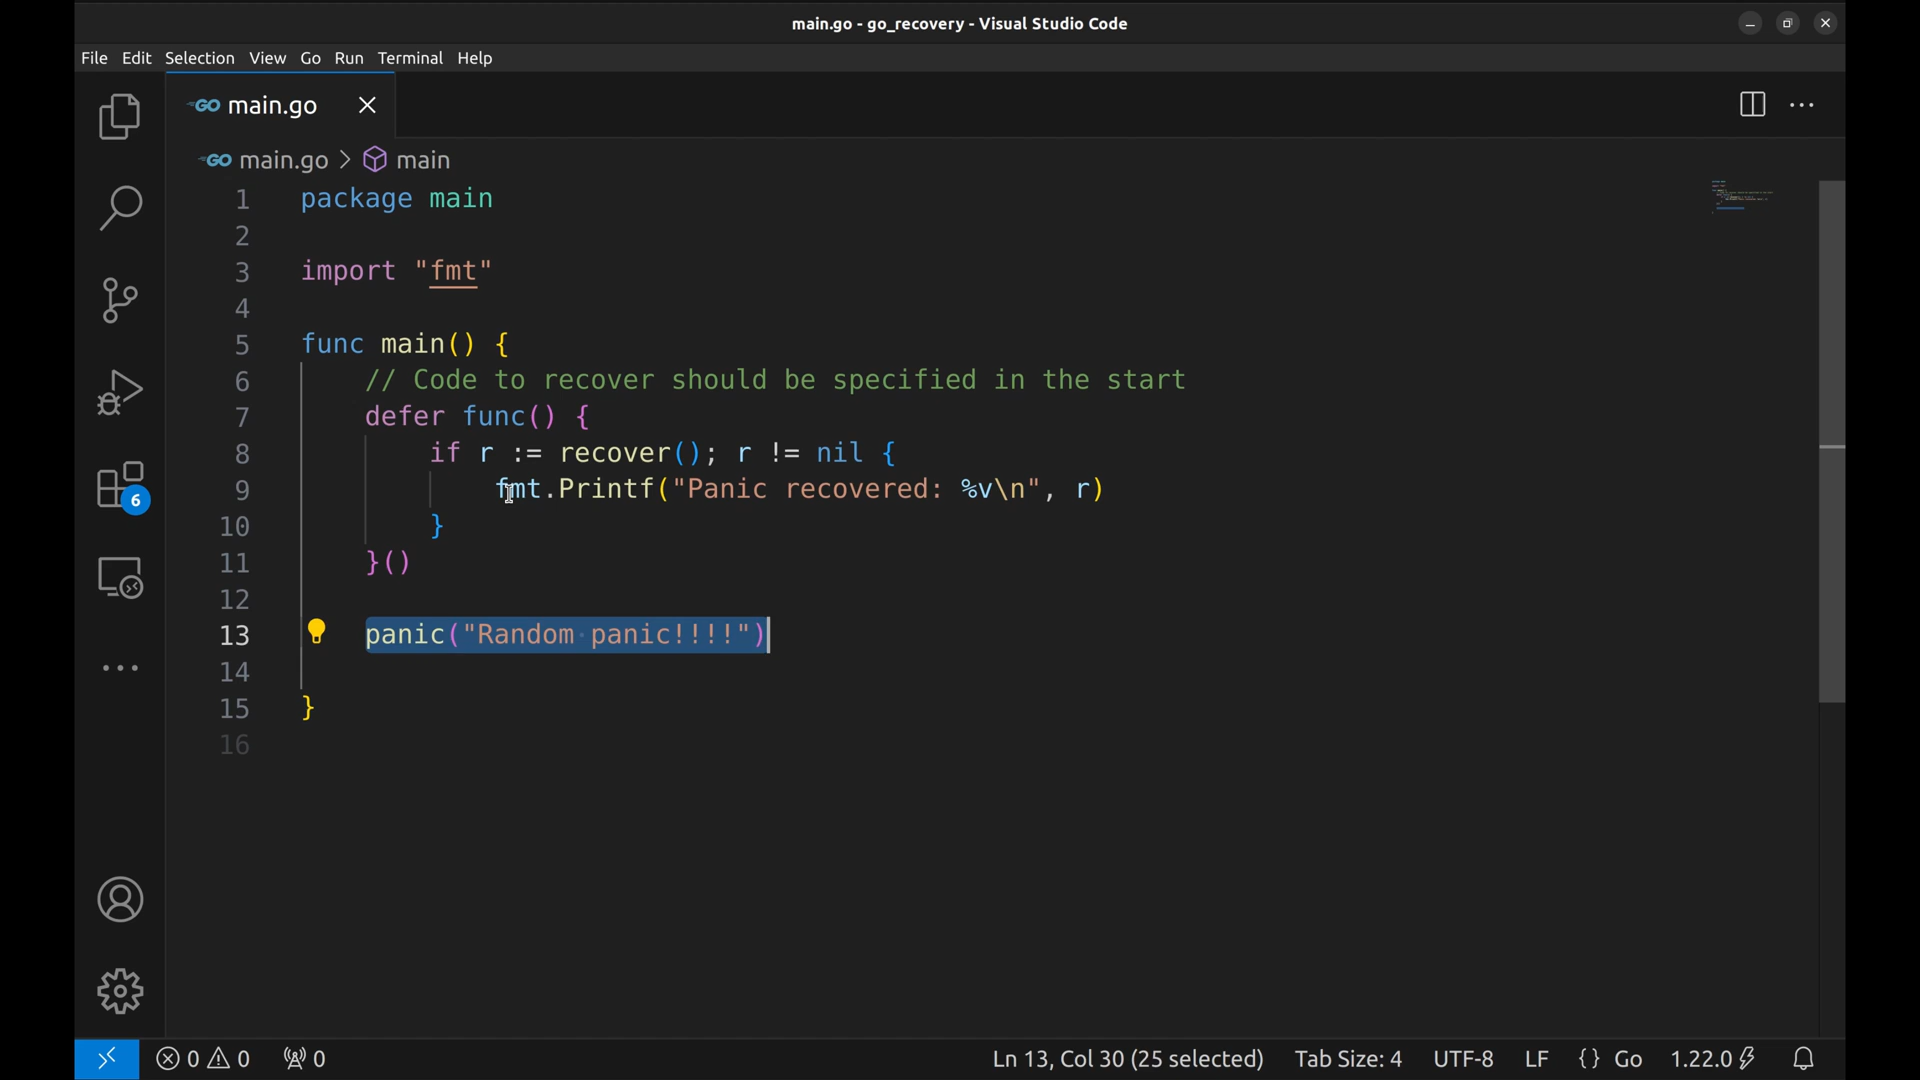 main.go - go_recovery - Visual Studio Code
File Edit Selection View Go Run Terminal Help
GO main.go
GO main.go > main
1 package main
2
3 import "fmt"
4
5 func main() {
6 // Code to recover should be specified in the start
7 defer func() {
8 if r := recover(); r != nil {
9 fmt.Printf("Panic recovered: %v\n", r)
10 }
11 }()
12
13 panic("Random panic!!!!")
14
15 }
16
6
0 0 0 Ln 13, Col 30 (25 selected) Tab Size: 4 UTF-8 LF {} Go 1.22.0